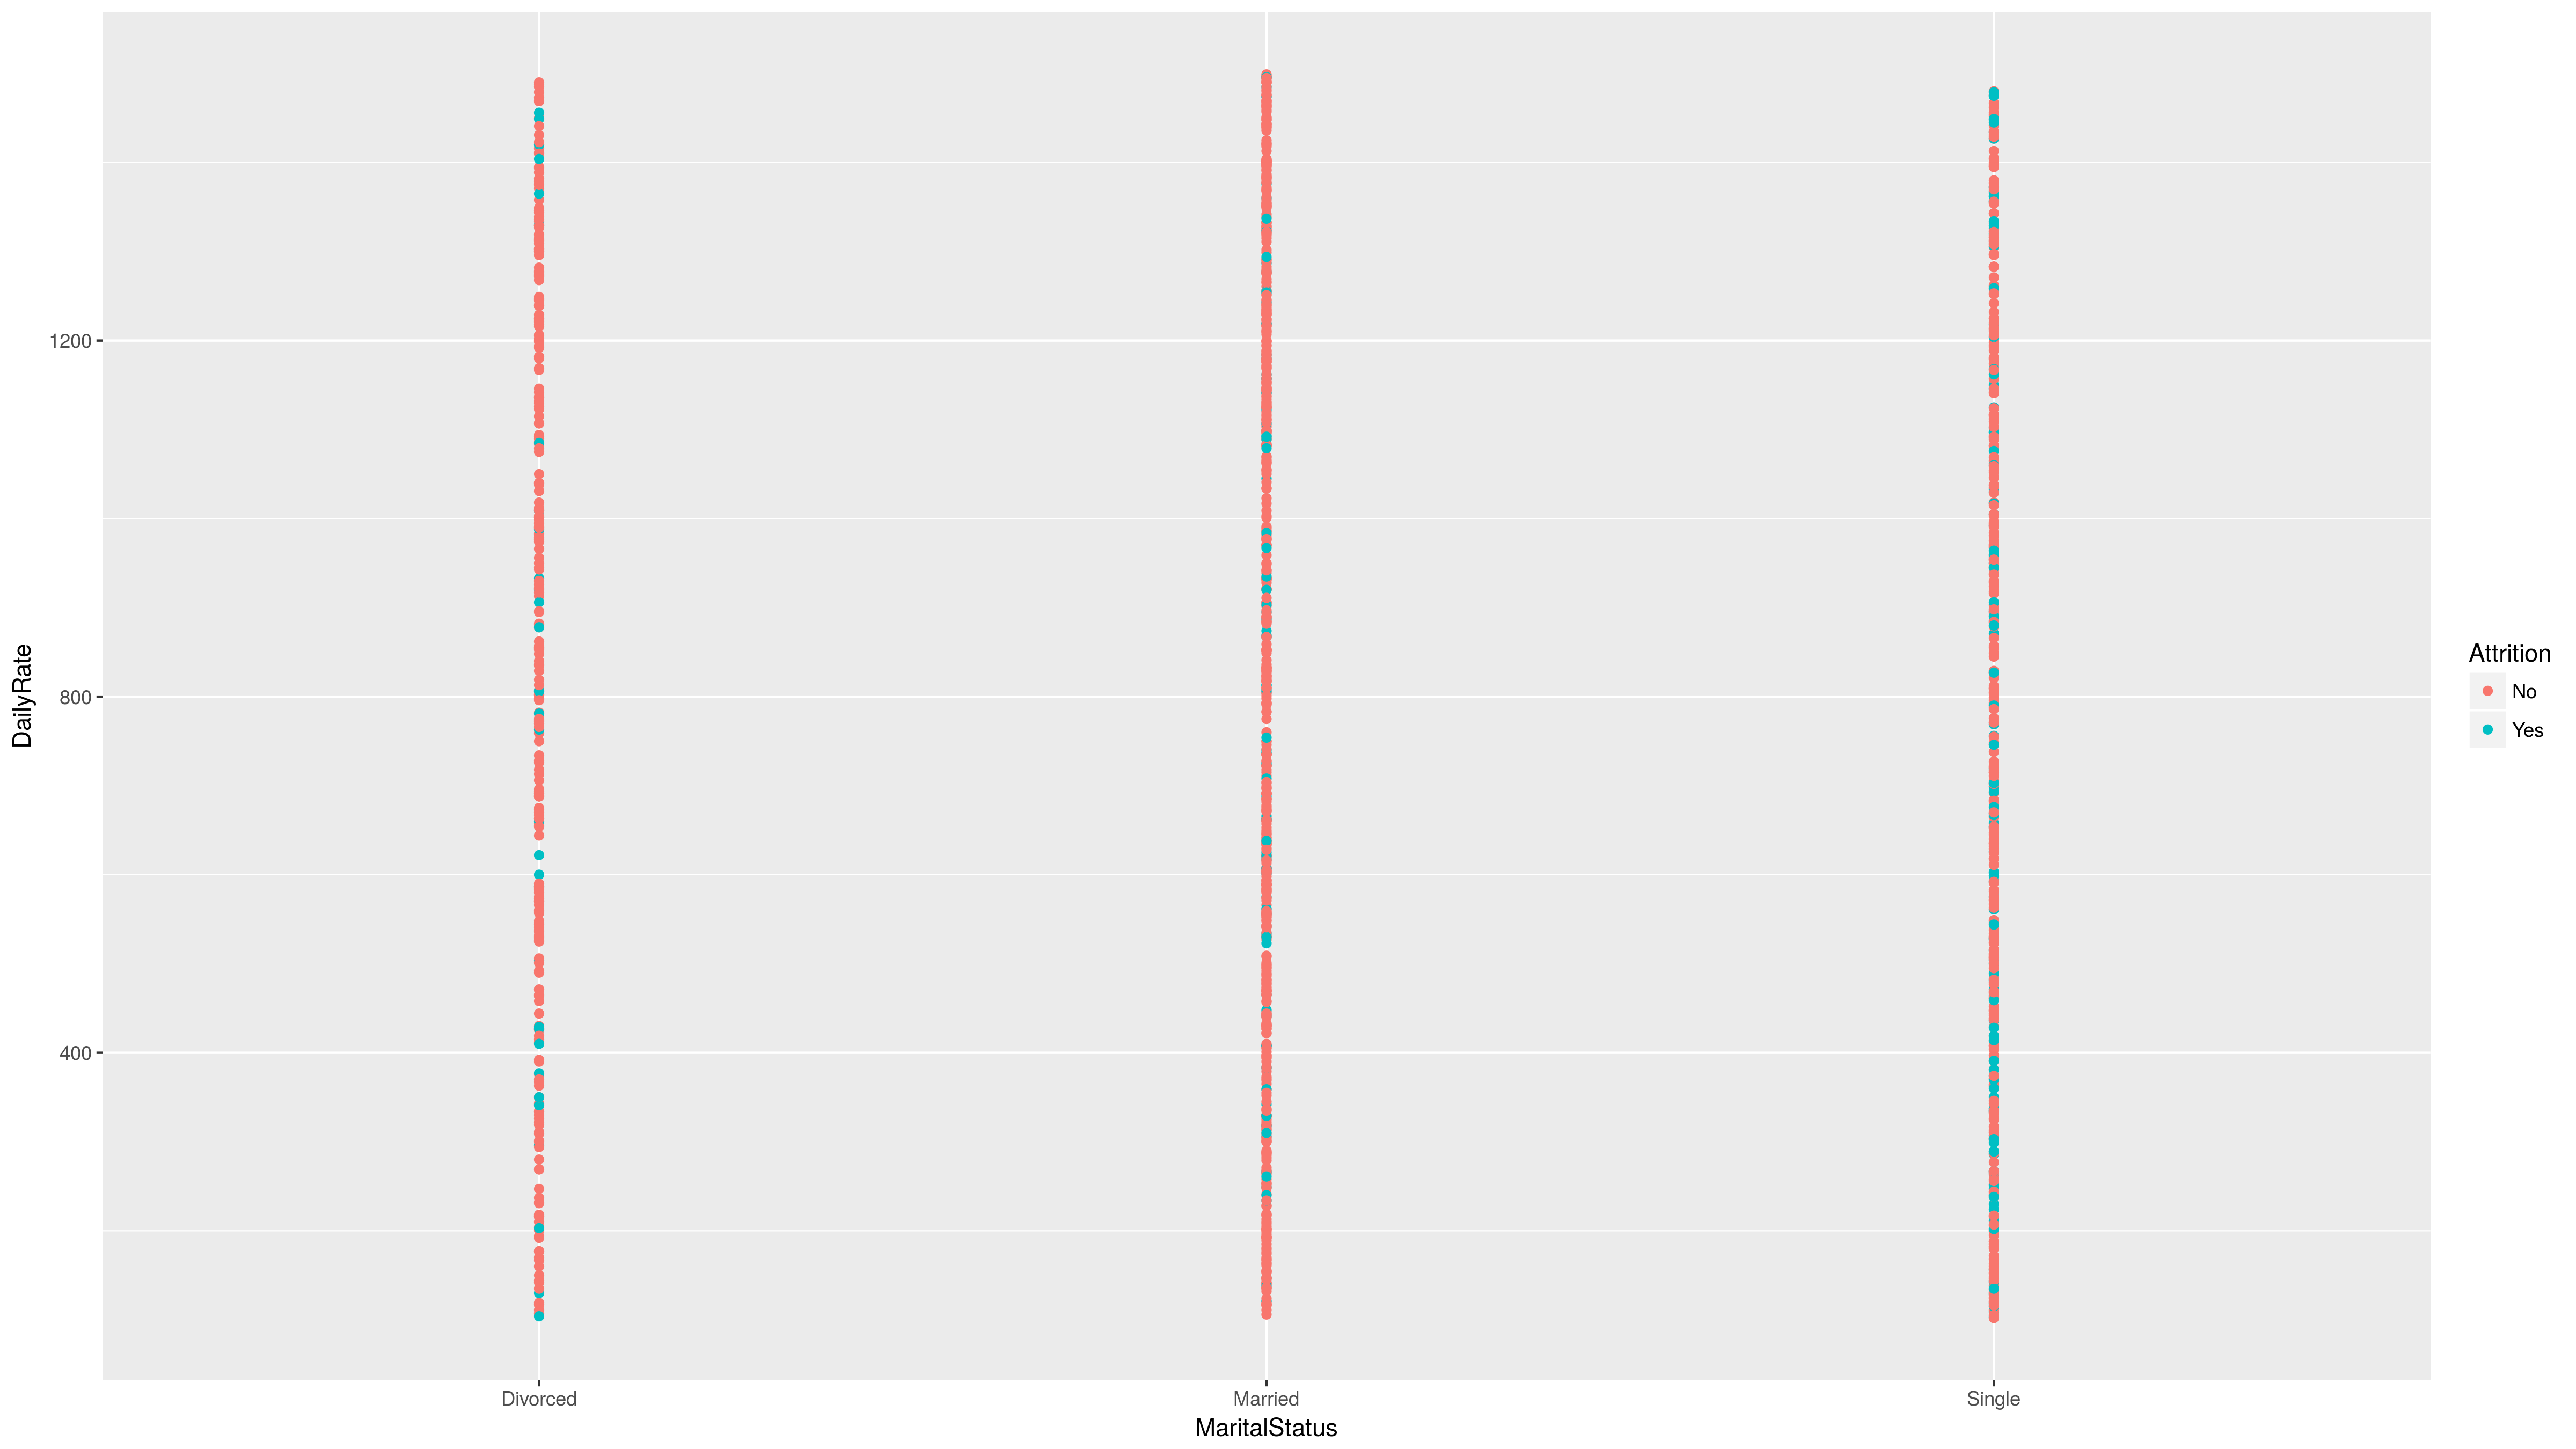 DailyRate
1200
800
400
Divorced
Married
Single
MaritalStatus
Attrition
No
Yes